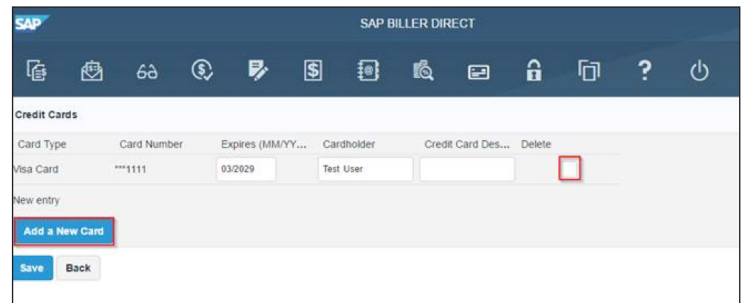 SAP
SAP BILLER DIRECT
Credit Cards
Card Type Card Number Expires (MM/YY... Cardholder Credit Card Des... Delete
Visa Card ***1111 03/2029 Test User
New entry
Add a New Card
Save Back